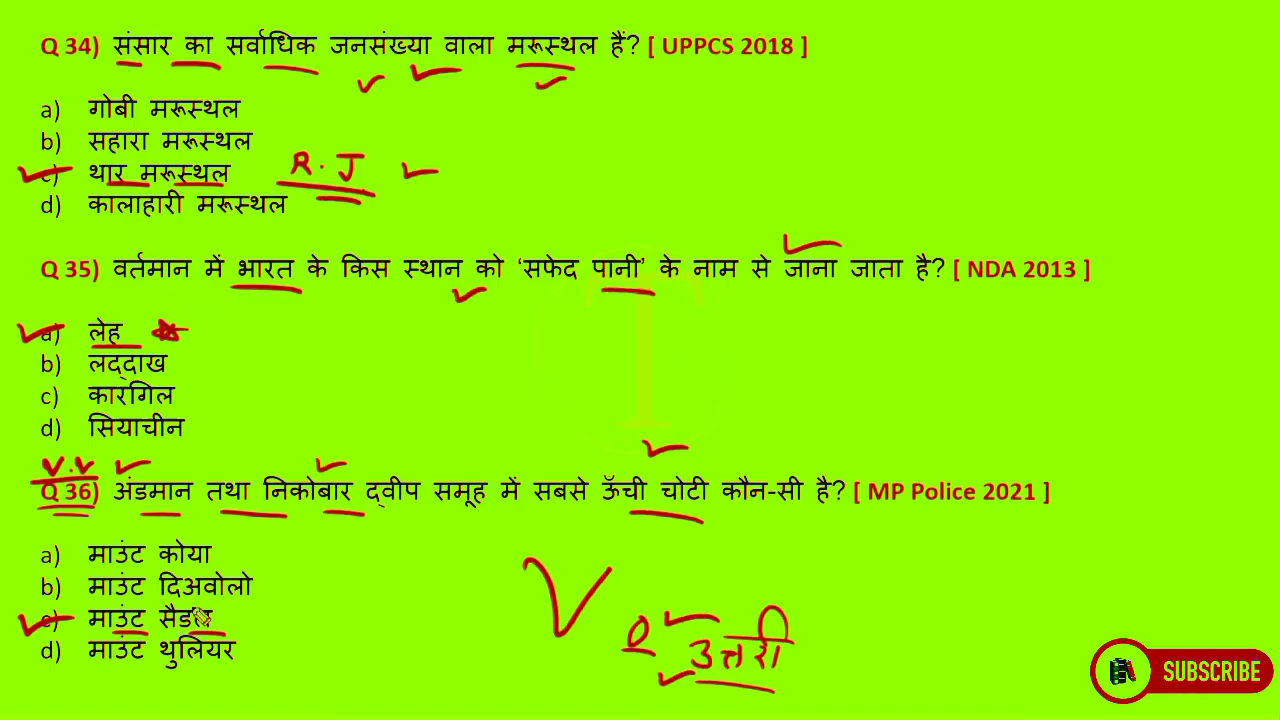 Q 34) संसार का सर्वाधिक जनसंख्या वाला मरूस्थल हैं? [ UPPCS 2018 ]
a) गोबी मरूस्थल
b) सहारा मरूस्थल
c) थार मरूस्थल R.J
d) कालाहारी मरूस्थल
Q 35) वर्तमान में भारत के किस स्थान को ‘सफेद पानी’ के नाम से जाना जाता है? [ NDA 2013 ]
a) लेह
b) लद्दाख
c) कारगिल
d) सियाचीन
V.V
Q 36) अंडमान तथा निकोबार द्वीप समूह में सबसे ऊँची चोटी कौन-सी है? [ MP Police 2021 ]
a) माउंट कोया
b) माउंट दिअवोलो
c) माउंट सैडल
d) माउंट थुलियर
उत्तरी
SUBSCRIBE